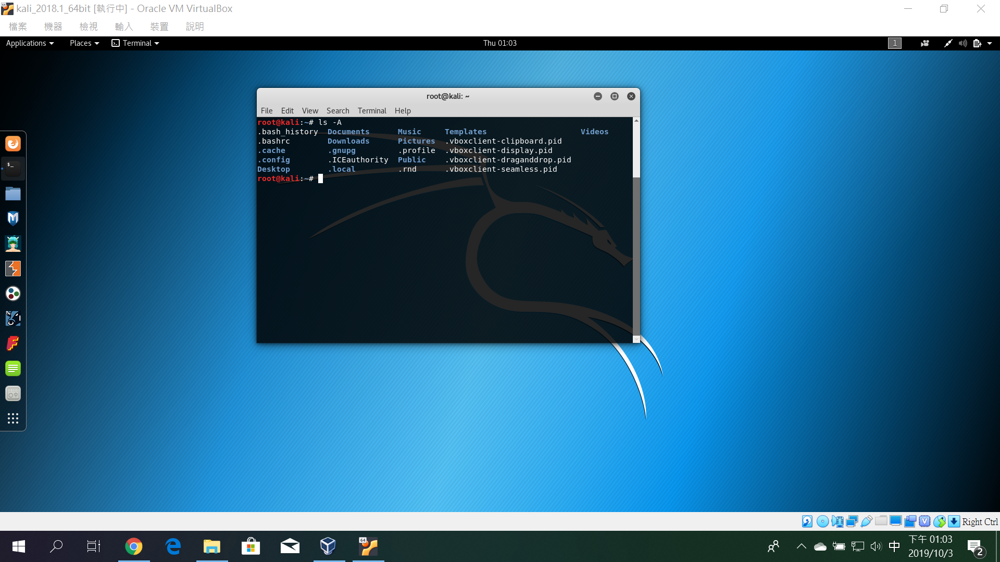 kali_2018.1_64bit [執行中] - Oracle VM VirtualBox
檔案 機器 檢視 輸入 裝置 說明
Applications Places Terminal Thu 01:03 1
root@kali: ~
File Edit View Search Terminal Help
root@kali:~# ls -A
.bash_history Documents Music Templates Videos
.bashrc Downloads Pictures .vboxclient-clipboard.pid
.cache .gnupg .profile .vboxclient-display.pid
.config .ICEauthority Public .vboxclient-draganddrop.pid
Desktop .local .rnd .vboxclient-seamless.pid
root@kali:~#
Right Ctrl
64
中
下午 01:03
2019/10/3
2